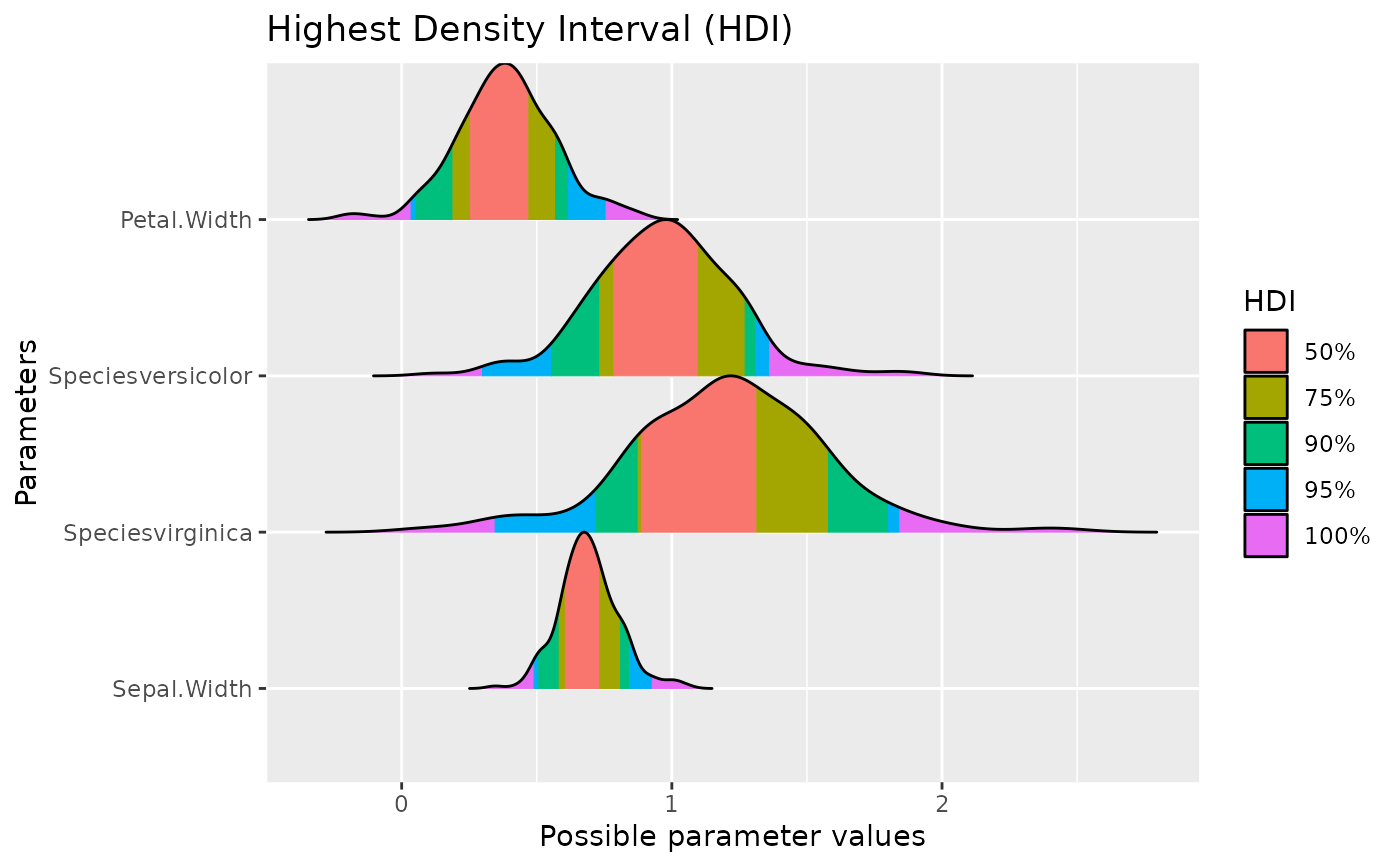 Highest Density Interval (HDI)
Parameters
Petal.Width
Speciesversicolor
Speciesvirginica
Sepal.Width
0
1
2
Possible parameter values
HDI
50%
75%
90%
95%
100%